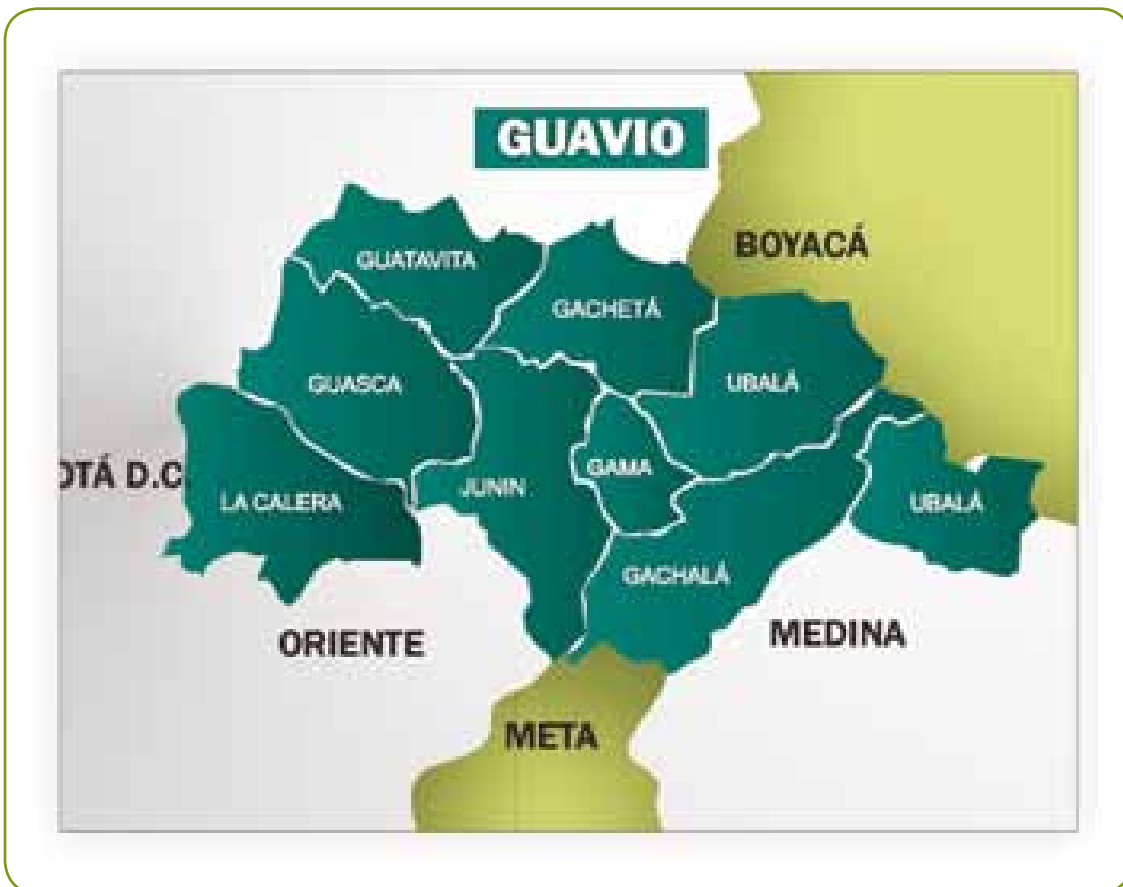 GUAVIO
BOYACÁ
GUATAVITA
GACHETÁ
GUASCA
UBALÁ
OTÁ D.C.
LA CALERA
JUNIN
GAMA
UBALÁ
GACHALÁ
ORIENTE
MEDINA
META